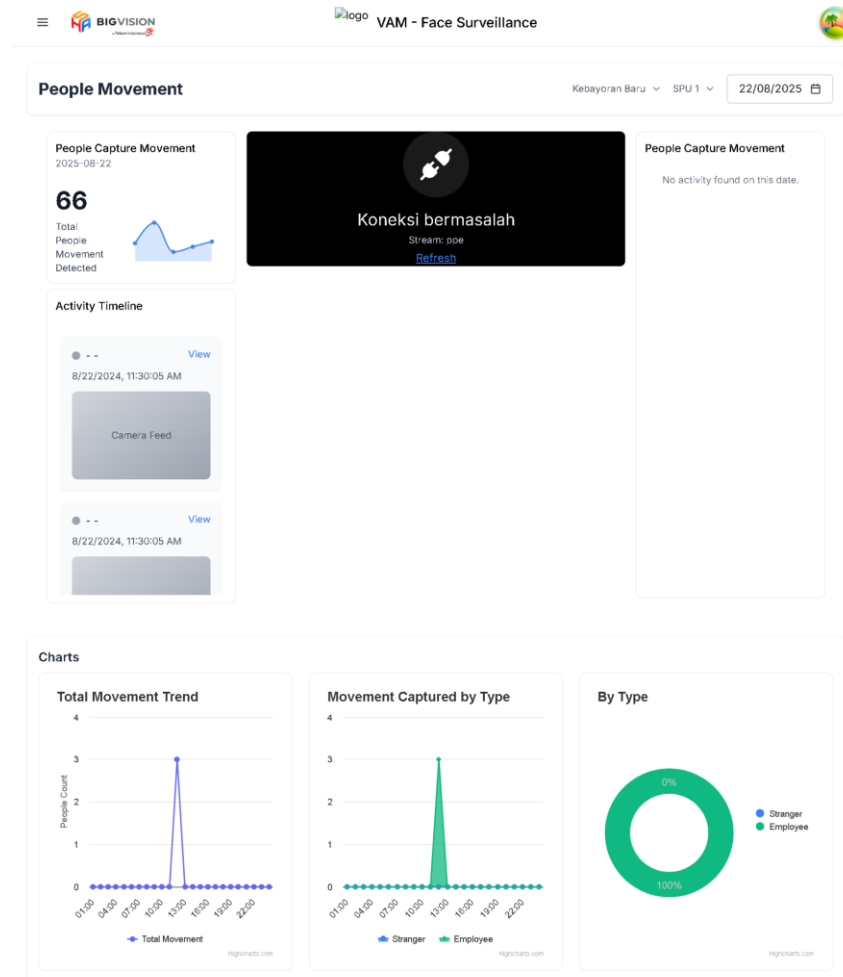 BIGVISION
logo VAM - Face Surveillance
People Movement
Kebayoran Baru SPU 1 22/08/2025
People Capture Movement
2025-08-22
66
Total
People
Movement
Detected
Koneksi bermasalah
Stream: ppe
Refresh
People Capture Movement
No activity found on this date.
Activity Timeline
- - View
8/22/2024, 11:30:05 AM
Camera Feed
- - View
8/22/2024, 11:30:05 AM
Charts
Total Movement Trend
4
3
2
1
0
People Count
01:00 04:00 07:00 10:00 13:00 16:00 19:00 22:00
Total Movement
Highcharts.com
Movement Captured by Type
4
3
2
1
0
01:00 04:00 07:00 10:00 13:00 16:00 19:00 22:00
Stranger Employee
Highcharts.com
By Type
0%
100%
Stranger
Employee
Highcharts.com